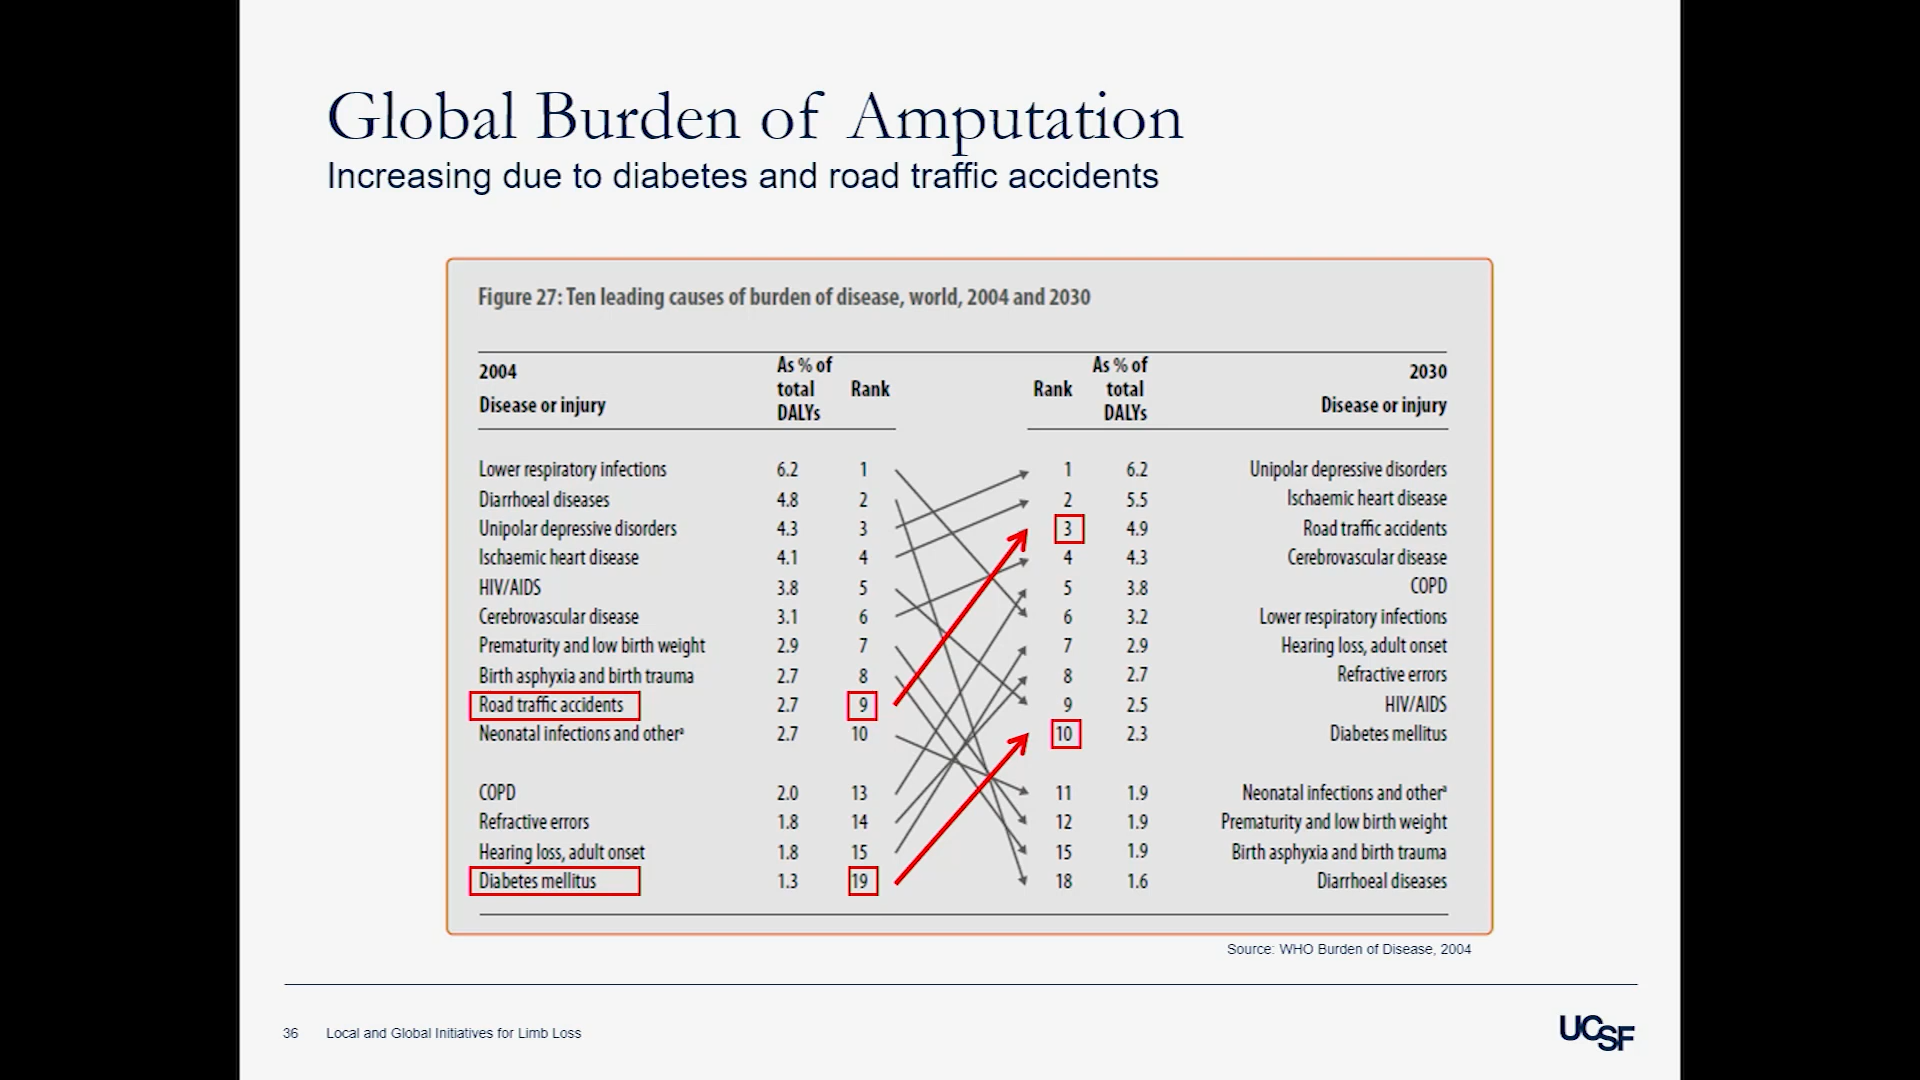 Global Burden of Amputation
Increasing due to diabetes and road traffic accidents
Figure 27: Ten leading causes of burden of disease, world, 2004 and 2030
2004 Disease or injury As % of total DALYs Rank Rank As % of total DALYs 2030 Disease or injury
Lower respiratory infections 6.2 1 1 6.2 Unipolar depressive disorders
Diarrhoeal diseases 4.8 2 2 5.5 Ischaemic heart disease
Unipolar depressive disorders 4.3 3 3 4.9 Road traffic accidents
Ischaemic heart disease 4.1 4 4 4.3 Cerebrovascular disease
HIV/AIDS 3.8 5 5 3.8 COPD
Cerebrovascular disease 3.1 6 6 3.2 Lower respiratory infections
Prematurity and low birth weight 2.9 7 7 2.9 Hearing loss, adult onset
Birth asphyxia and birth trauma 2.7 8 8 2.7 Refractive errors
Road traffic accidents 2.7 9 9 2.5 HIV/AIDS
Neonatal infections and otherª 2.7 10 10 2.3 Diabetes mellitus
COPD 2.0 13 11 1.9 Neonatal infections and otherª
Refractive errors 1.8 14 12 1.9 Prematurity and low birth weight
Hearing loss, adult onset 1.8 15 15 1.9 Birth asphyxia and birth trauma
Diabetes mellitus 1.3 19 18 1.6 Diarrhoeal diseases
Source: WHO Burden of Disease, 2004
36 Local and Global Initiatives for Limb Loss
UCSF